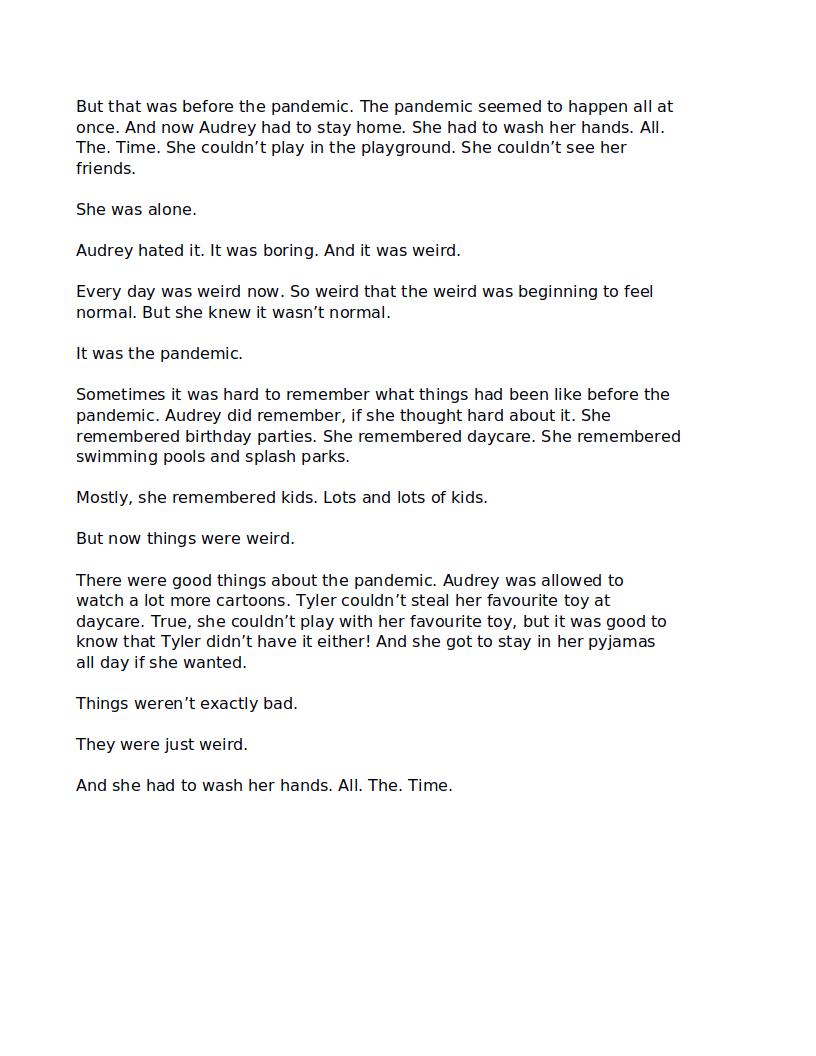 But that was before the pandemic. The pandemic seemed to happen all at
once. And now Audrey had to stay home. She had to wash her hands. All.
The. Time. She couldn’t play in the playground. She couldn’t see her
friends.
She was alone.
Audrey hated it. It was boring. And it was weird.
Every day was weird now. So weird that the weird was beginning to feel
normal. But she knew it wasn’t normal.
It was the pandemic.
Sometimes it was hard to remember what things had been like before the
pandemic. Audrey did remember, if she thought hard about it. She
remembered birthday parties. She remembered daycare. She remembered
swimming pools and splash parks.
Mostly, she remembered kids. Lots and lots of kids.
But now things were weird.
There were good things about the pandemic. Audrey was allowed to
watch a lot more cartoons. Tyler couldn’t steal her favourite toy at
daycare. True, she couldn’t play with her favourite toy, but it was good to
know that Tyler didn’t have it either! And she got to stay in her pyjamas
all day if she wanted.
Things weren’t exactly bad.
They were just weird.
And she had to wash her hands. All. The. Time.